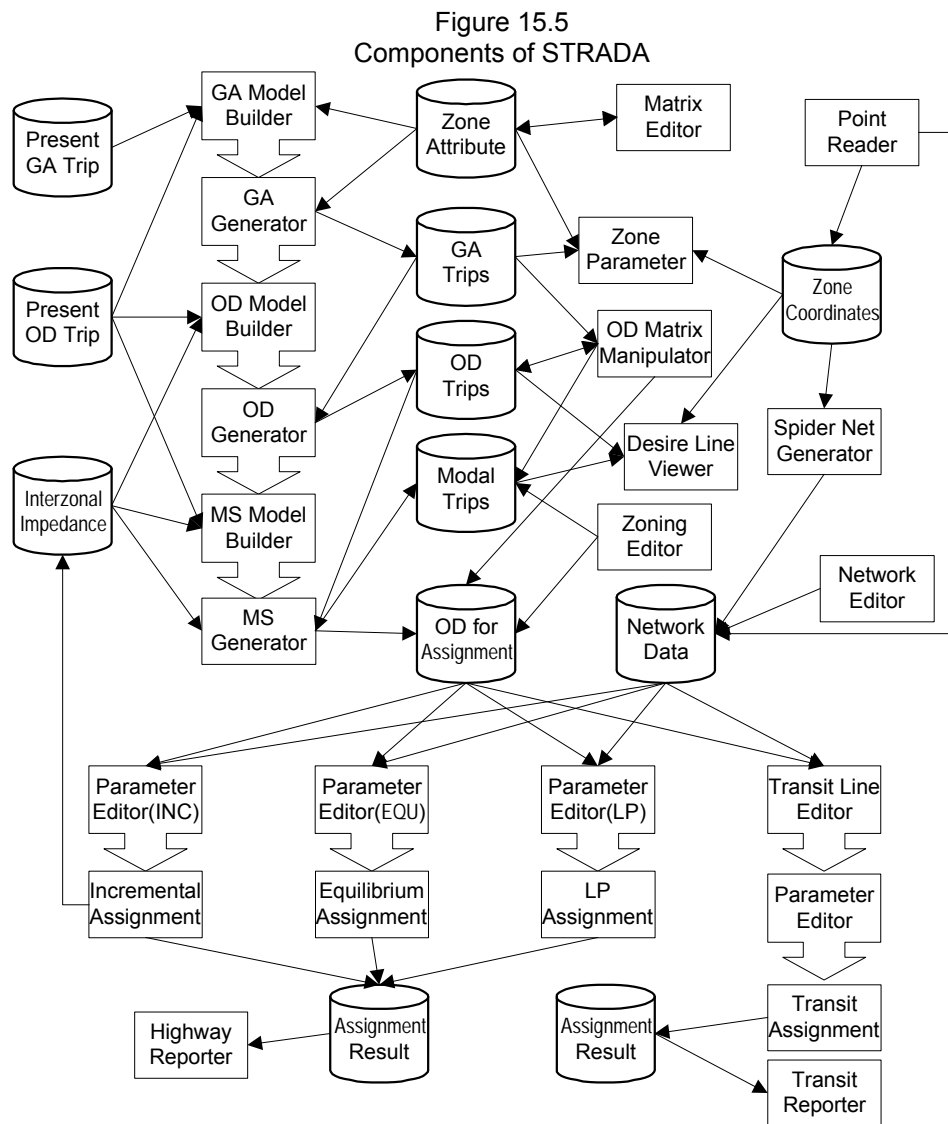 Figure 15.5
Components of STRADA
Present
GA Trip
GA Model
Builder
Zone
Attribute
Matrix
Editor
Point
Reader
GA
Generator
GA
Trips
Zone
Parameter
Zone
Coordinates
Present
OD Trip
OD Model
Builder
OD
Trips
OD Matrix
Manipulator
OD
Generator
Desire Line
Viewer
Spider Net
Generator
Interzonal
Impedance
MS Model
Builder
Modal
Trips
Zoning
Editor
Network
Editor
MS
Generator
OD for
Assignment
Network
Data
Parameter
Editor(INC)
Parameter
Editor(EQU)
Parameter
Editor(LP)
Transit Line
Editor
Incremental
Assignment
Equilibrium
Assignment
LP
Assignment
Parameter
Editor
Highway
Reporter
Assignment
Result
Assignment
Result
Transit
Assignment
Transit
Reporter